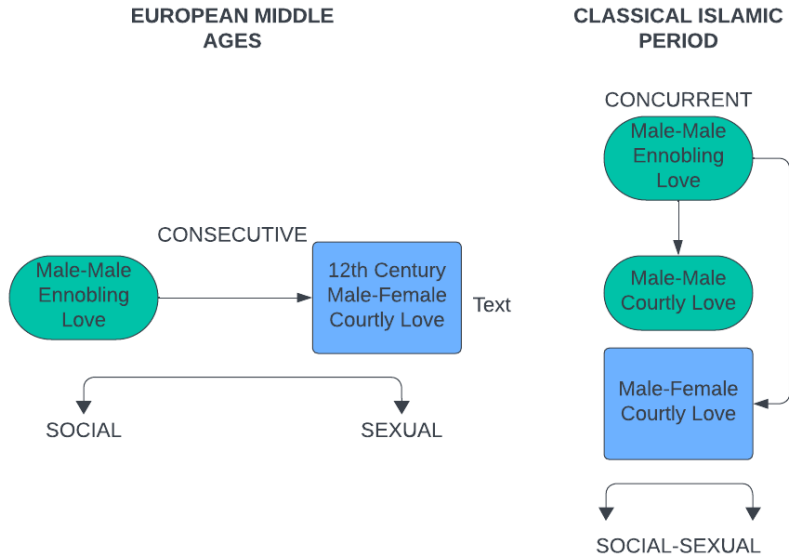 EUROPEAN MIDDLE
AGES
CONSECUTIVE
Male-Male
Ennobling
Love
12th Century
Male-Female
Courtly Love
Text
SOCIAL
SEXUAL
CLASSICAL ISLAMIC
PERIOD
CONCURRENT
Male-Male
Ennobling
Love
Male-Male
Courtly Love
Male-Female
Courtly Love
SOCIAL-SEXUAL